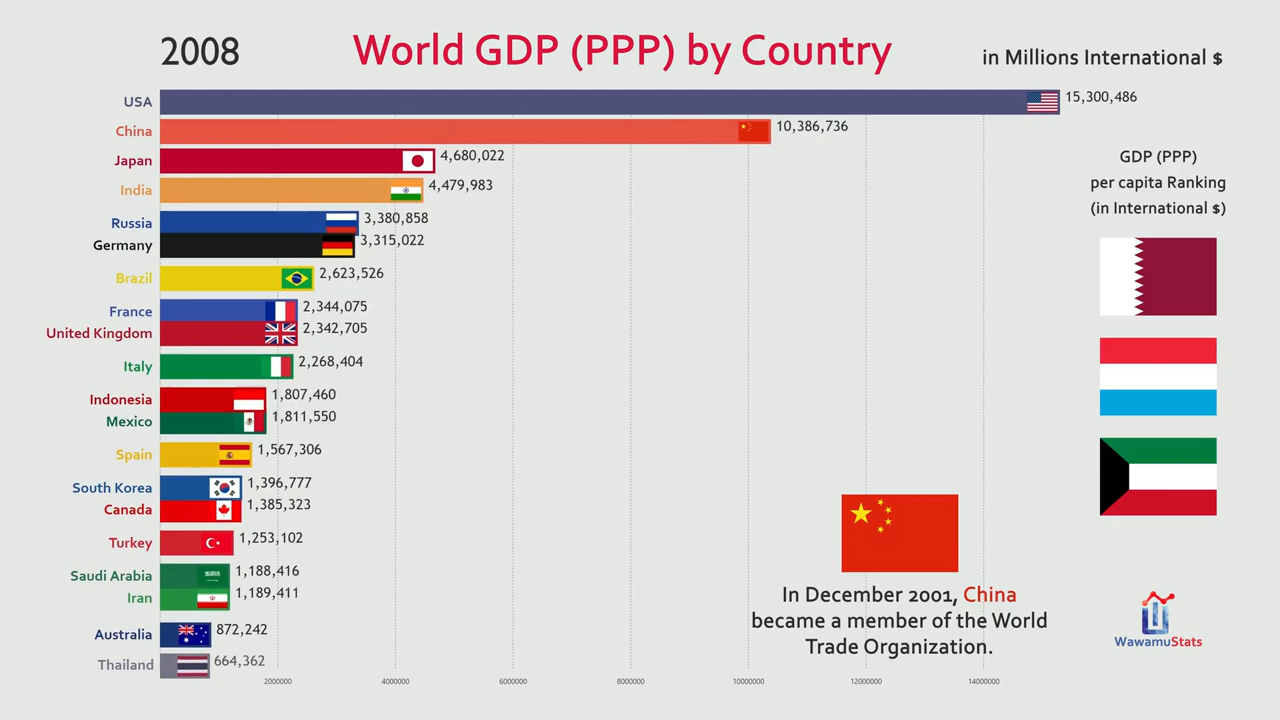 2008 World GDP (PPP) by Country in Millions International $
USA 15,300,486
China 10,386,736
Japan 4,680,022
India 4,479,983
Russia 3,380,858
Germany 3,315,022
Brazil 2,623,526
France 2,344,075
United Kingdom 2,342,705
Italy 2,268,404
Indonesia 1,807,460
Mexico 1,811,550
Spain 1,567,306
South Korea 1,396,777
Canada 1,385,323
Turkey 1,253,102
Saudi Arabia 1,188,416
Iran 1,189,411
Australia 872,242
Thailand 664,362
2000000 4000000 6000000 8000000 10000000 12000000 14000000
GDP (PPP)
per capita Ranking
(in International $)
In December 2001, China
became a member of the World
Trade Organization.
WawamuStats